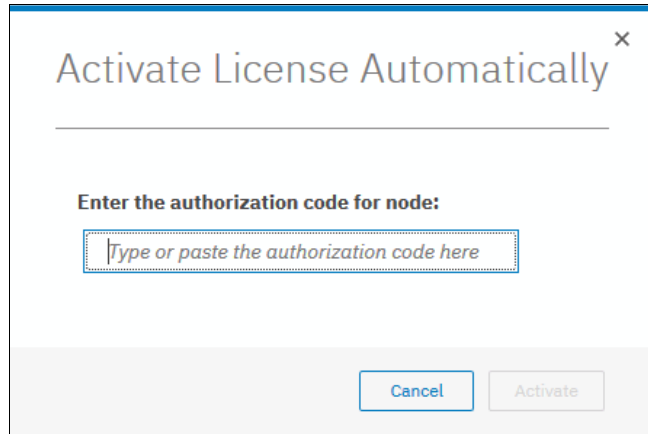 Activate License Automatically
Enter the authorization code for node:
Type or paste the authorization code here
Cancel Activate